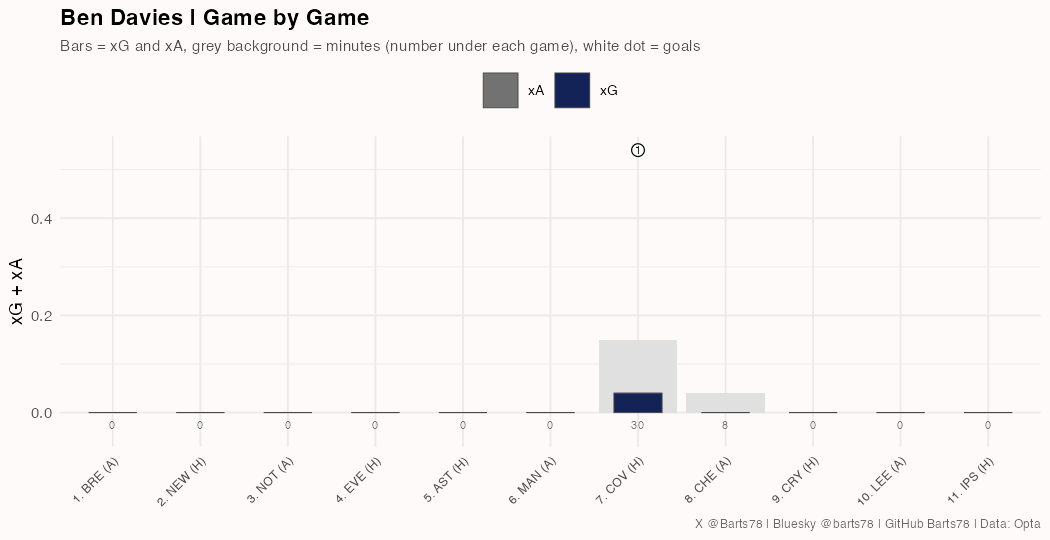 Ben Davies | Game by Game
Bars = xG and xA, grey background = minutes (number under each game), white dot = goals
xA xG
1
xG + xA
0.4
0.2
0.0
0 0 0 0 0 0 30 8 0 0 0
1. BRE (A) 2. NEW (H) 3. NOT (A) 4. EVE (H) 5. AST (H) 6. MAN (A) 7. COV (H) 8. CHE (A) 9. CRY (H) 10. LEE (A) 11. IPS (H)
X @Barts78 | Bluesky @barts78 | GitHub Barts78 | Data: Opta